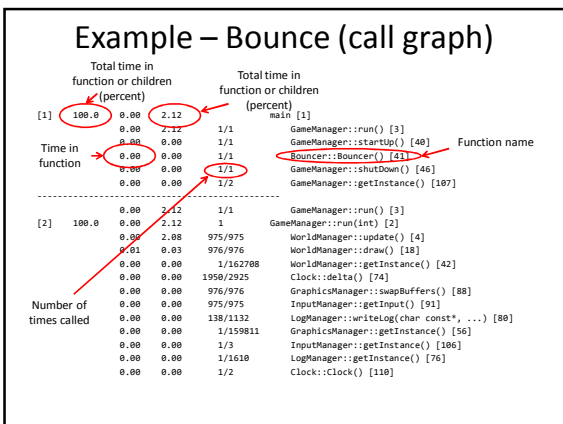 Example – Bounce (call graph)
Total time in
function or children
(percent)
Total time in
function or children
(percent)
[1] 100.0 0.00 2.12 main [1]
0.00 2.12 1/1 GameManager::run() [3]
0.00 0.00 1/1 GameManager::startUp() [40]
Function name
Time in
function
0.00 0.00 1/1 Bouncer::Bouncer() [41]
0.00 0.00 1/1 GameManager::shutDown() [46]
0.00 0.00 1/2 GameManager::getInstance() [107]
-----------------------------------------------
0.00 2.12 1/1 GameManager::run() [3]
[2] 100.0 0.00 2.12 1 GameManager::run(int) [2]
0.00 2.08 975/975 WorldManager::update() [4]
0.01 0.03 976/976 WorldManager::draw() [18]
0.00 0.00 1/162708 WorldManager::getInstance() [42]
0.00 0.00 1950/2925 Clock::delta() [74]
0.00 0.00 976/976 GraphicsManager::swapBuffers() [88]
0.00 0.00 975/975 InputManager::getInput() [91]
Number of
times called
0.00 0.00 138/1132 LogManager::writeLog(char const*, ...) [80]
0.00 0.00 1/159811 GraphicsManager::getInstance() [56]
0.00 0.00 1/3 InputManager::getInstance() [106]
0.00 0.00 1/1610 LogManager::getInstance() [76]
0.00 0.00 1/2 Clock::Clock() [110]